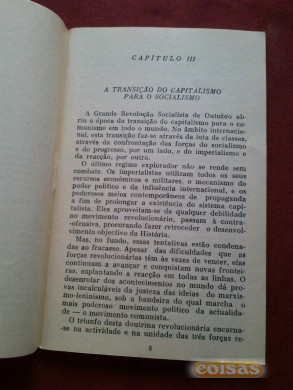 CAPÍTULO III
A TRANSIÇÃO DO CAPITALISMO
PARA O SOCIALISMO
A Grande Revolução Socialista de Outubro abriu
a época da transição do capitalismo para o comunismo
em todo o mundo. No âmbito internacional,
esta transição faz-se através da luta de classes,
através da confrontação das forças do socialismo
e do progresso, por um lado, e do imperialismo e
da reacção, por outro.
O último regime explorador não se rende sem
combate. Os imperialistas utilizam todos os seus
recursos económicos e militares, o mecanismo do
poder político e da influência internacional, e os
poderosos meios contemporâneos de propaganda
a fim de prolongar a existência do sistema capitalista.
Eles aproveitam-se de qualquer debilidade
no movimento revolucionário, passam à contra-
-ofensiva, procurando fazer retroceder o desenvolvimento
objectivo da História.
Mas, no fundo, essas tentativas estão condenadas
ao fracasso. Apesar das dificuldades que as
forças revolucionárias têm às vezes de vencer, elas
continuam a avançar e conquistam novas fronteiras,
emplantando a reacção em todas as linhas. O
desenrolar dos acontecimentos no mundo dá provas
incalculáveis da justeza das ideias do marxismo-leninismo,
sob a bandeira do qual marcha o
mais poderoso movimento político da actualidade
— o movimento comunista.
O triunfo desta doutrina revolucionária encarna-
-se na actividade e na unidade das três forças re-
5
coisas